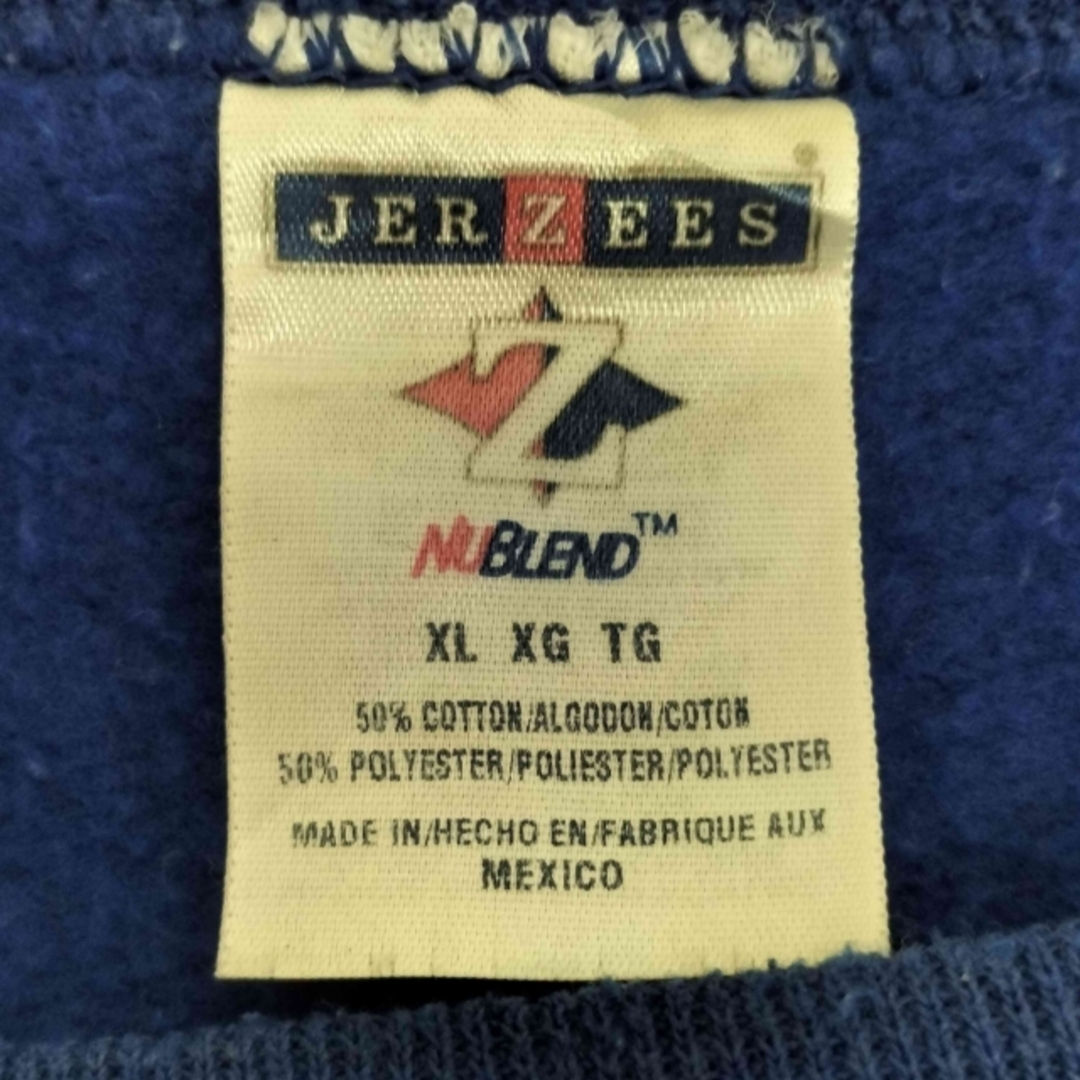 JERZEES ®
Z
NUBLEND™
XL XG TG
50% COTTON/ALGODON/COTON
50% POLYESTER/POLIESTER/POLYESTER
MADE IN/HECHO EN/FABRIQUE AUX
MEXICO